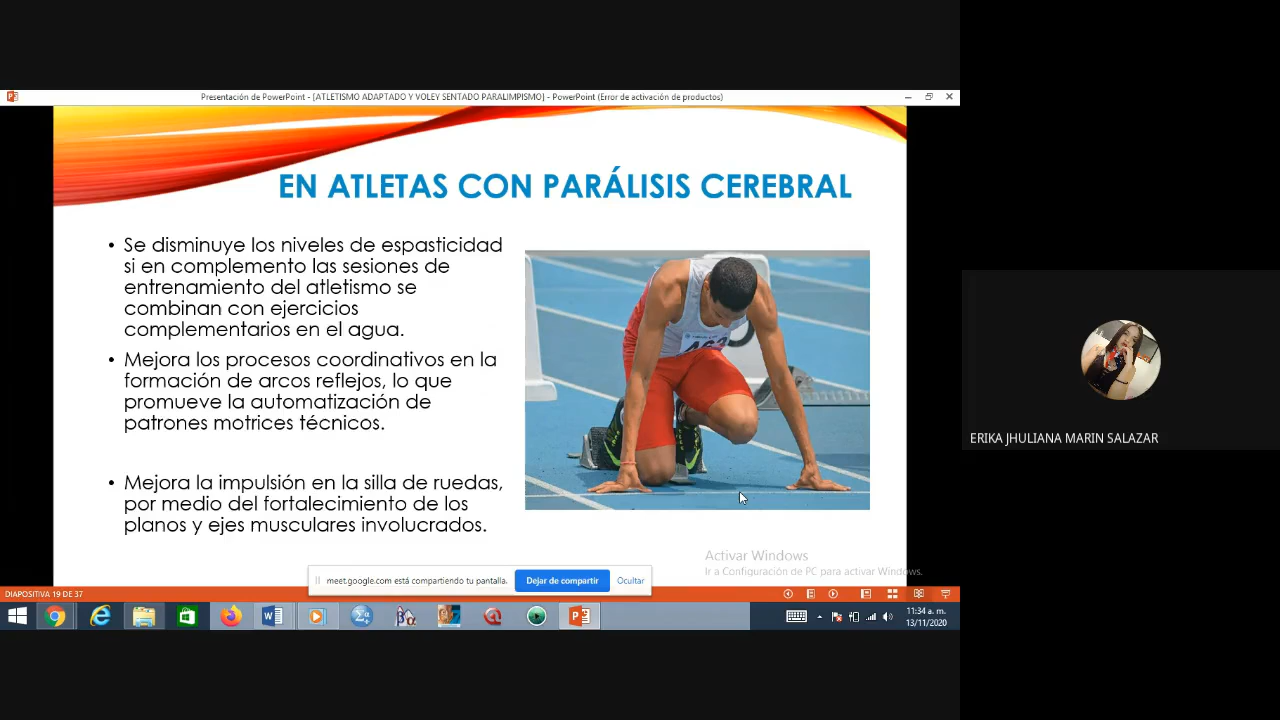 Presentación de PowerPoint - [ATLETISMO ADAPTADO Y VOLEY SENTADO PARALIMPISMO] - PowerPoint (Error de activación de productos)
EN ATLETAS CON PARÁLISIS CEREBRAL
• Se disminuye los niveles de espasticidad
si en complemento las sesiones de
entrenamiento del atletismo se
combinan con ejercicios
complementarios en el agua.
• Mejora los procesos coordinativos en la
formación de arcos reflejos, lo que
promueve la automatización de
patrones motrices técnicos.
• Mejora la impulsión en la silla de ruedas,
por medio del fortalecimiento de los
planos y ejes musculares involucrados.
ERIKA JHULIANA MARIN SALAZAR
Activar Windows
Ir a Configuración de PC para activar Windows.
meet.google.com está compartiendo tu pantalla.
Dejar de compartir
Ocultar
DIAPOSITIVA 19 DE 37
11:34 a. m.
13/11/2020